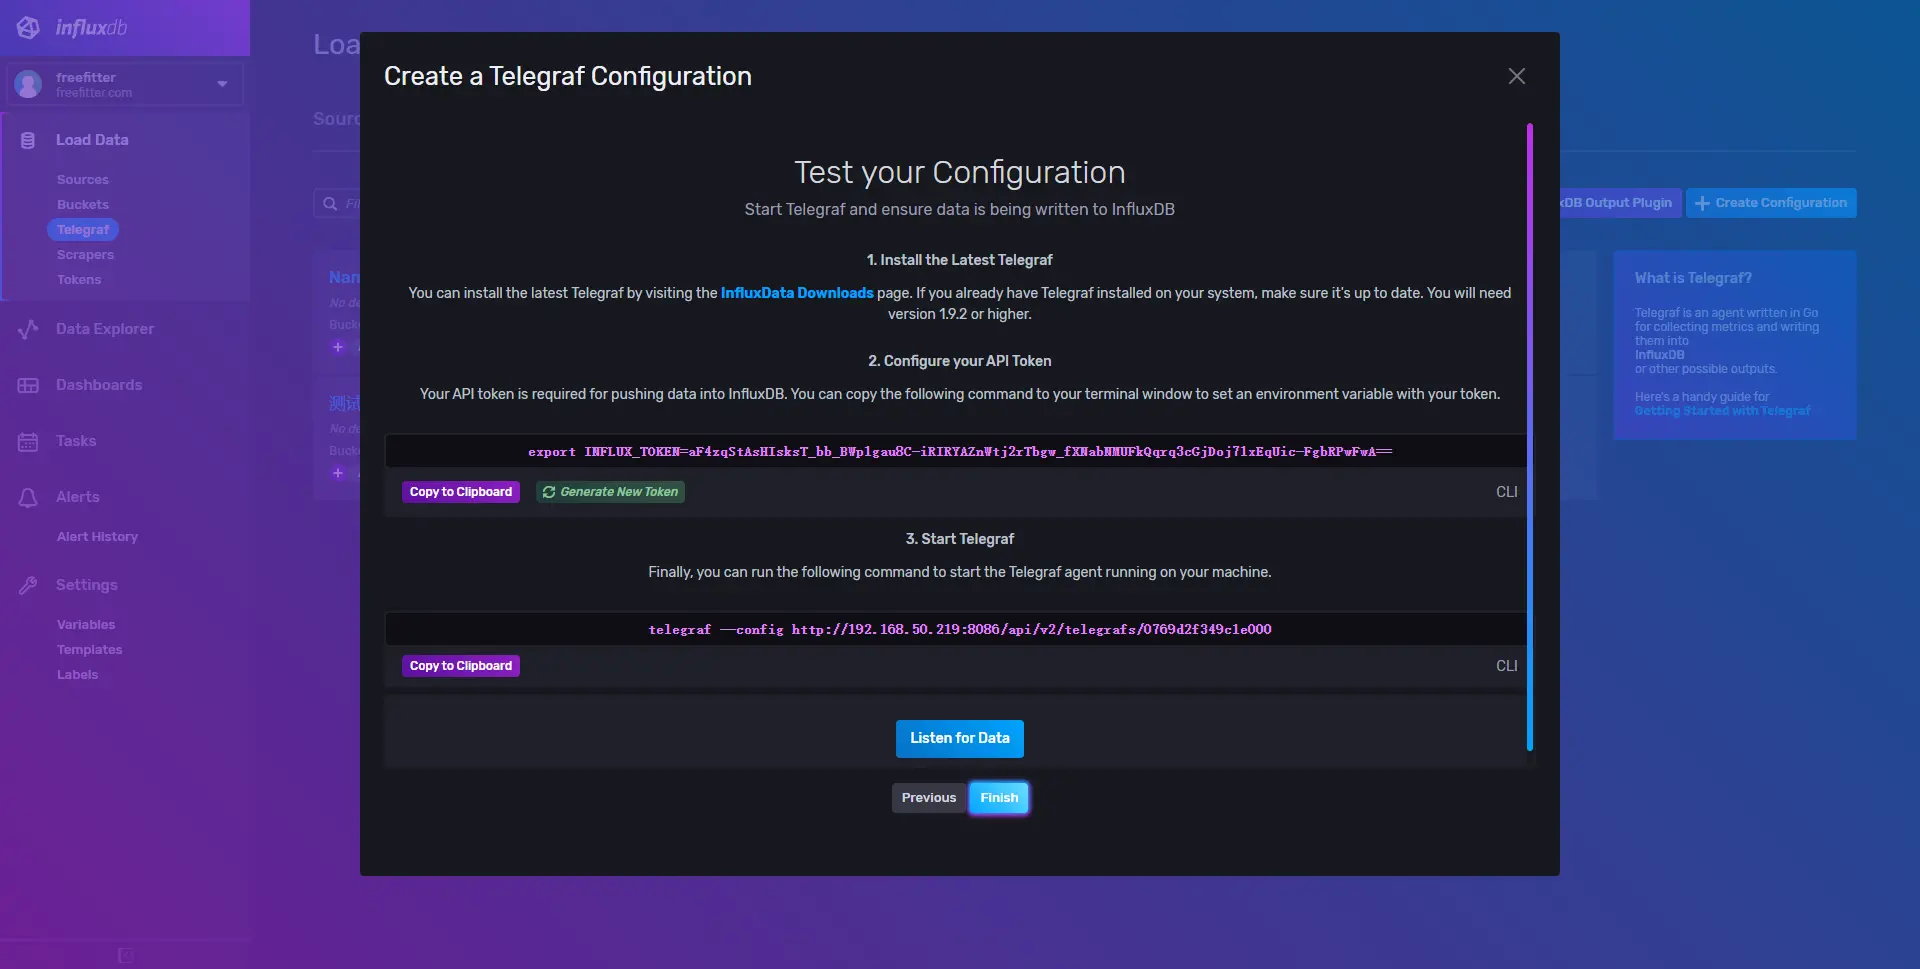 influxdb
freefitter
freefitter.com
Load Data
Sources
Buckets
Telegraf
Scrapers
Tokens
Data Explorer
Dashboards
Tasks
Alerts
Alert History
Settings
Variables
Templates
Labels
Loa
Sourc
Fil
Nam
No de
Bucke
测试
No de
Bucke
Create a Telegraf Configuration
Test your Configuration
Start Telegraf and ensure data is being written to InfluxDB
1. Install the Latest Telegraf
You can install the latest Telegraf by visiting the InfluxData Downloads page. If you already have Telegraf installed on your system, make sure it's up to date. You will need
version 1.9.2 or higher.
2. Configure your API Token
Your API token is required for pushing data into InfluxDB. You can copy the following command to your terminal window to set an environment variable with your token.
export INFLUX_TOKEN=aF4zqStAsHIsksT_bb_BWp1gau8C-iRIRYAZnWtj2rTbgw_fXNabNMUFkQqrq3cGjDoj71xEqUic-FgbRPwFwA==
Copy to Clipboard
Generate New Token
CLI
3. Start Telegraf
Finally, you can run the following command to start the Telegraf agent running on your machine.
telegraf --config http://192.168.50.219:8086/api/v2/telegrafs/0769d2f349c1e000
Copy to Clipboard
CLI
Listen for Data
Previous
Finish
xDB Output Plugin
Create Configuration
What is Telegraf?
Telegraf is an agent written in Go
for collecting metrics and writing
them into
InfluxDB
or other possible outputs.
Here's a handy guide for
Getting Started with Telegraf